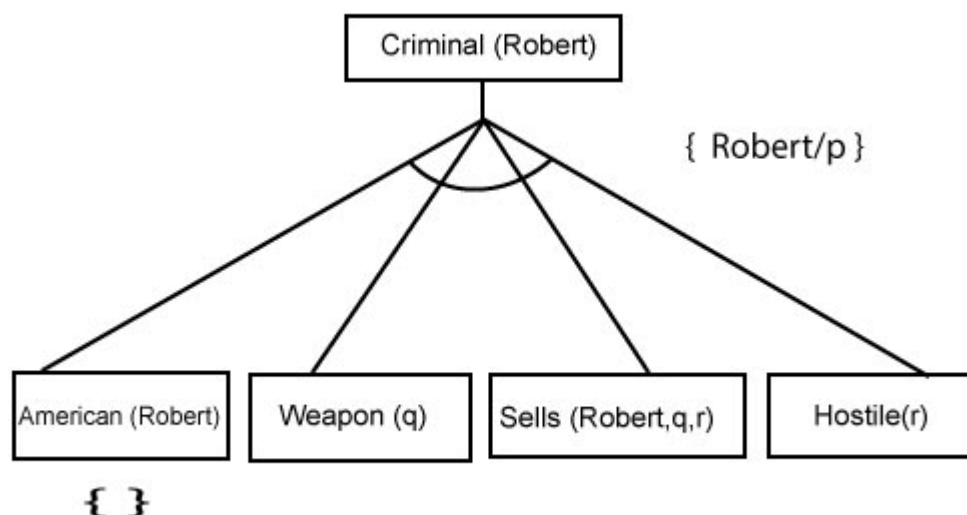 Criminal (Robert)
{ Robert/p }
American (Robert)
Weapon (q)
Sells (Robert,q,r)
Hostile(r)
{ }